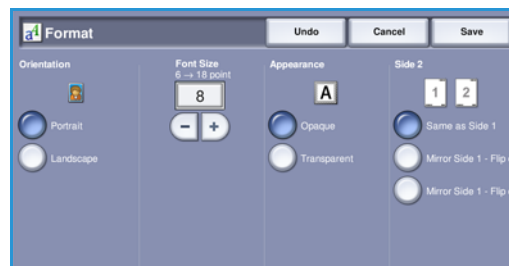 Format
Undo
Cancel
Save
Orientation
Portrait
Landscape
Font Size
6 → 18 point
8
Appearance
A
Opaque
Transparent
Side 2
1 2
Same as Side 1
Mirror Side 1 - Flip
Mirror Side 1 - Flip